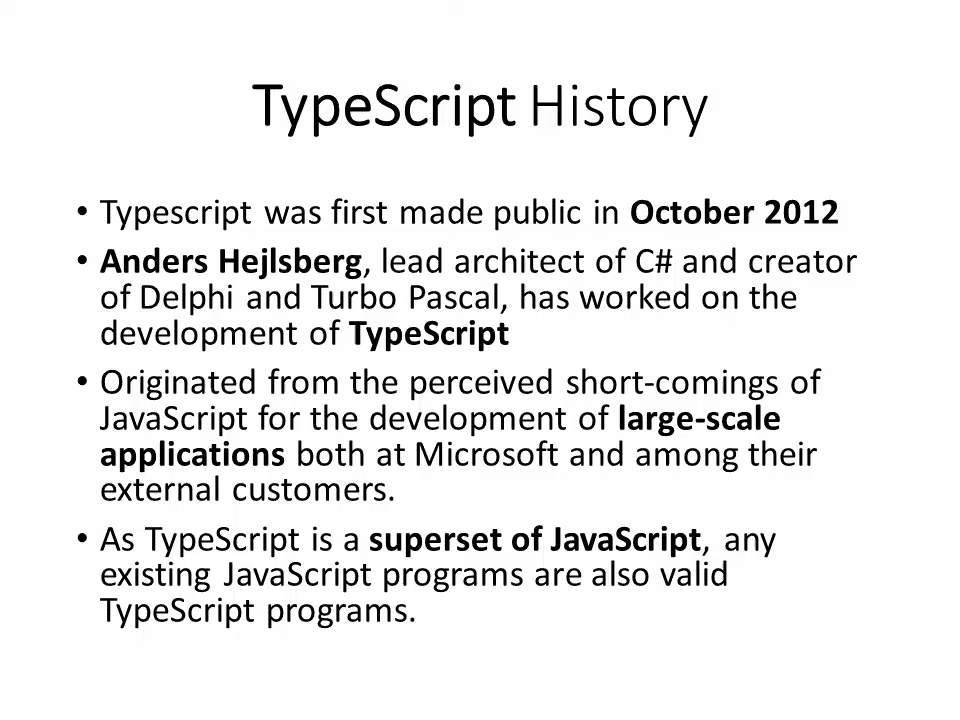 TypeScript History
• Typescript was first made public in October 2012
• Anders Hejlsberg, lead architect of C# and creator
of Delphi and Turbo Pascal, has worked on the
development of TypeScript
• Originated from the perceived short-comings of
JavaScript for the development of large-scale
applications both at Microsoft and among their
external customers.
• As TypeScript is a superset of JavaScript, any
existing JavaScript programs are also valid
TypeScript programs.